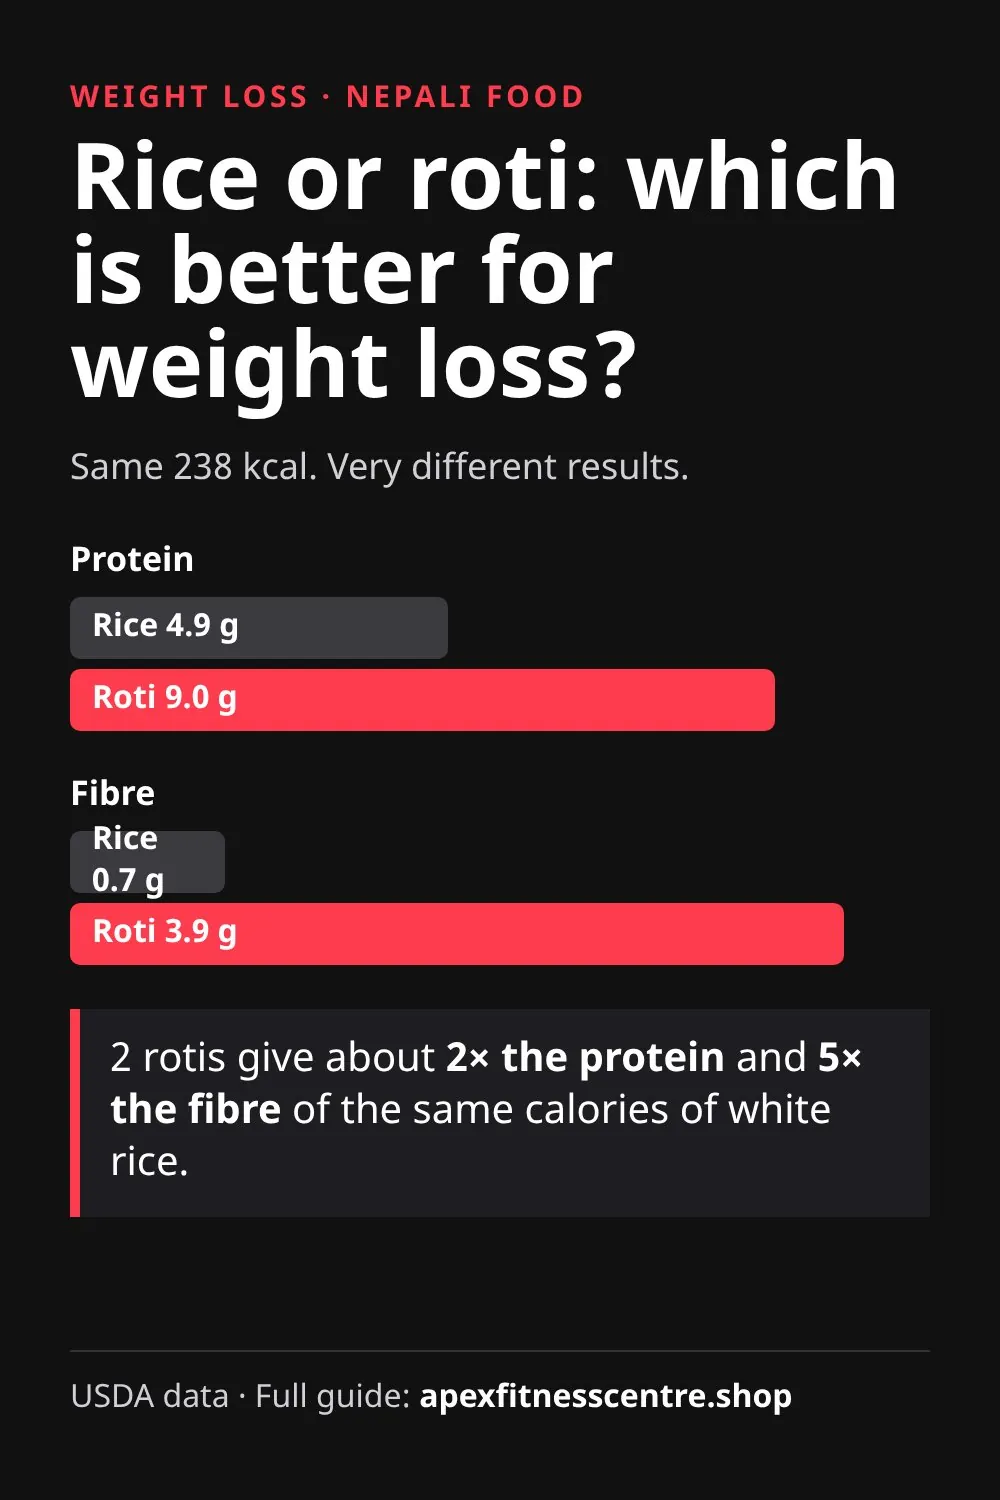 WEIGHT LOSS · NEPALI FOOD
Rice or roti: which
is better for
weight loss?
Same 238 kcal. Very different results.
Protein
Rice 4.9 g
Roti 9.0 g
Fibre
Rice
0.7 g
Roti 3.9 g
2 rotis give about 2× the protein and 5×
the fibre of the same calories of white
rice.
USDA data · Full guide: apexfitnesscentre.shop